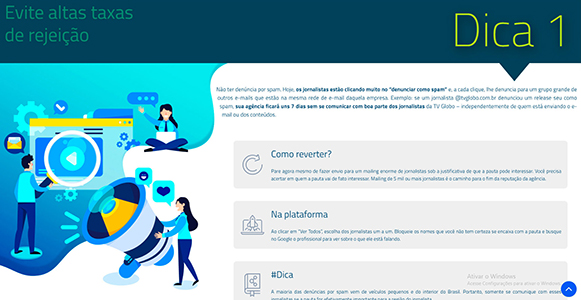 Evite altas taxas
de rejeição
Dica 1
Não ter denúncia por spam. Hoje, os jornalistas estão clicando muito no "denunciar como spam" e, a cada clique, lhe denuncia para um grupo grande de
outros e-mails que estão na mesma rede de e-mail daquela empresa. Exemplo: se um jornalista @tvglobo.com.br denunciou um release seu como
spam, sua agência ficará uns 7 dias sem se comunicar com boa parte dos jornalistas da TV Globo – independentemente de quem está enviando o e-
mail ou dos conteúdos.
Como reverter?
Pare agora mesmo de fazer envio para um mailing enorme de jornalistas sob a justificativa de que a pauta pode interessar. Você precisa
acertar em quem a pauta vai de fato interessar. Mailing de 5 mil ou mais jornalistas é o caminho para o fim da reputação da agência.
Na plataforma
Ao clicar em "Ver Todos", escolha dos jornalistas um a um. Bloqueie os nomes que você não tem certeza se encaixa com a pauta e busque
no Google o profissional para ver sobre o que ele está falando.
#Dica
A maioria das denúncias por spam vem de veículos pequenos e do interior do Brasil. Portanto, somente se comunique com esses
Ativar o Windows
Acesse Configurações para ativar o Windows.